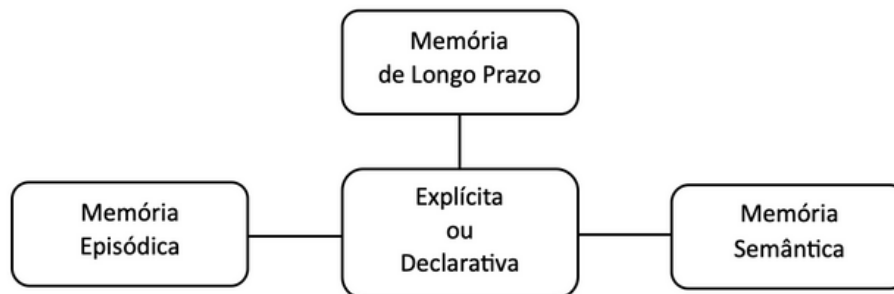 Memória
de Longo Prazo
Memória
Episódica
Explícita
ou
Declarativa
Memória
Semântica